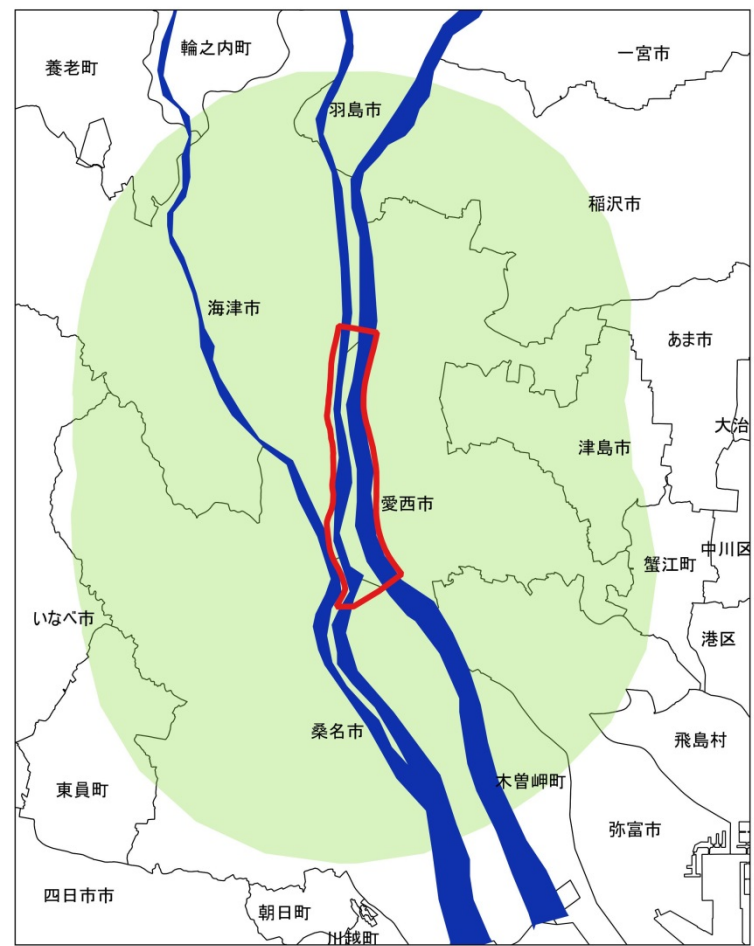 輪之内町
一宮市
養老町
羽島市
稲沢市
海津市
あま市
大治
津島市
愛西市
中川区
蟹江町
いなべ市
港区
桑名市
飛島村
木曽岬町
東員町
弥富市
四日市市
朝日町
川越町